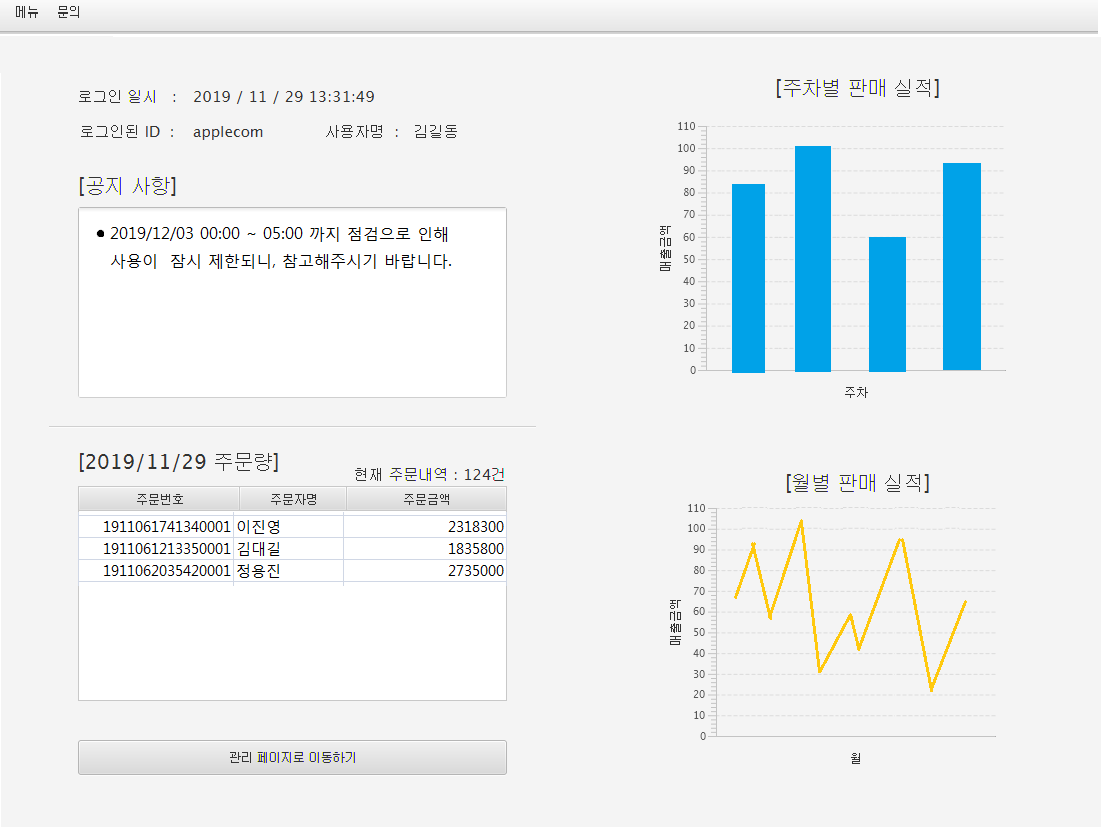 메뉴 문의
로그인 일시 : 2019 / 11 / 29 13:31:49
로그인된 ID : applecom 사용자명 : 김길동
[공지 사항]
● 2019/12/03 00:00 ~ 05:00 까지 점검으로 인해
사용이 잠시 제한되니, 참고해주시기 바랍니다.
[2019/11/29 주문량]
현재 주문내역 : 124건
주문번호 주문자명 주문금액
1911061741340001 이진영 2318300
1911061213350001 김대길 1835800
1911062035420001 정용진 2735000
관리 페이지로 이동하기
[주차별 판매 실적]
110
100
90
80
70
60
50
40
30
20
10
0
매출금액
주차
[월별 판매 실적]
110
100
90
80
70
60
50
40
30
20
10
0
매출금액
월